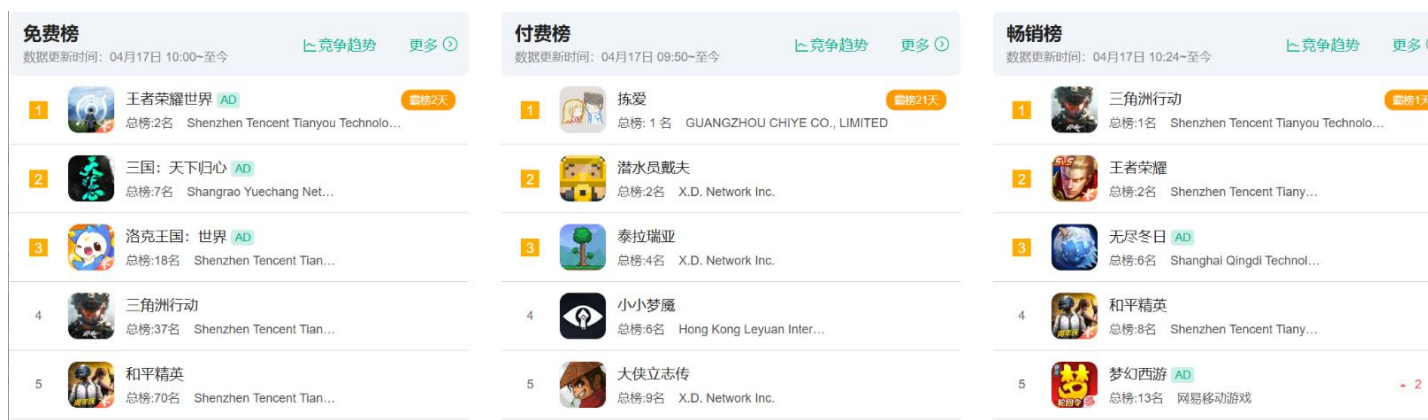 免费榜
数据更新时间：04月17日 10:00~至今
竞争趋势 更多
1
王者荣耀世界 AD
霸榜2天
总榜:2名 Shenzhen Tencent Tianyou Technolo…
2
三国：天下归心 AD
总榜:7名 Shangrao Yuechang Net…
3
洛克王国：世界 AD
总榜:18名 Shenzhen Tencent Tian…
4
三角洲行动
总榜:37名 Shenzhen Tencent Tian…
5
和平精英
总榜:70名 Shenzhen Tencent Tian…
付费榜
数据更新时间：04月17日 09:50~至今
竞争趋势 更多
1
拣爱
霸榜21天
总榜: 1 名 GUANGZHOU CHIYE CO., LIMITED
2
潜水员戴夫
总榜:2名 X.D. Network Inc.
3
泰拉瑞亚
总榜:4名 X.D. Network Inc.
4
小小梦魇
总榜:6名 Hong Kong Leyuan Inter…
5
大侠立志传
总榜:9名 X.D. Network Inc.
畅销榜
数据更新时间：04月17日 10:24~至今
竞争趋势 更多
1
三角洲行动
霸榜1天
总榜:1名 Shenzhen Tencent Tianyou Technolo…
2
王者荣耀
总榜:2名 Shenzhen Tencent Tiany…
3
无尽冬日 AD
总榜:6名 Shanghai Qingdi Technol…
4
和平精英
总榜:8名 Shenzhen Tencent Tiany…
5
梦幻西游 AD
2
总榜:13名 网易移动游戏